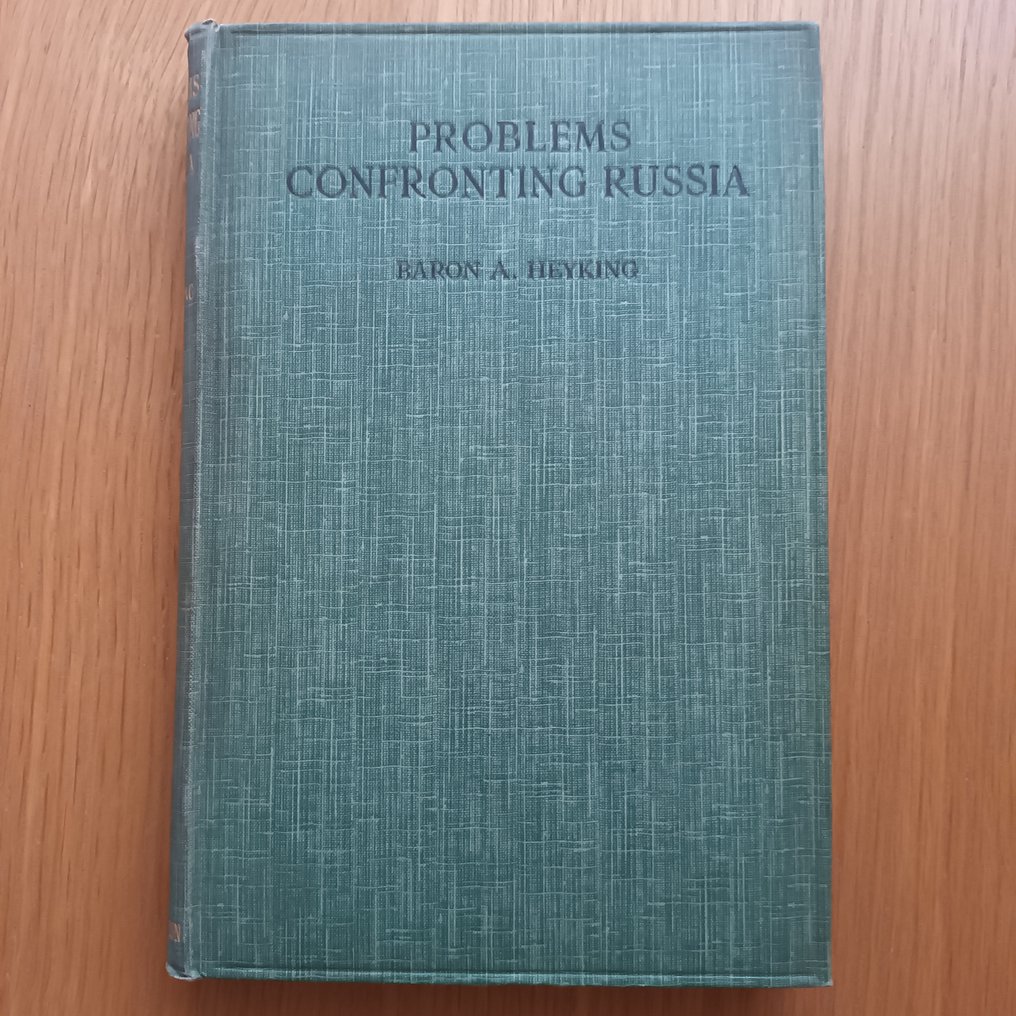 PROBLEMS
CONFRONTING RUSSIA
BARON A. HEYKING